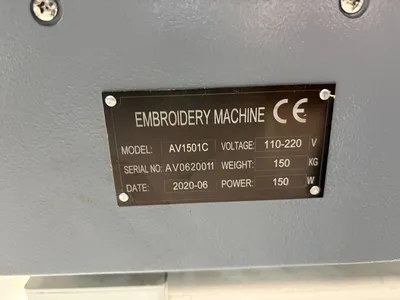 EMBROIDERY MACHINE CE
MODEL: AV1501C VOLTAGE: 110-220 V
SERIAL NO: AV0620011 WEIGHT: 150 KG
DATE: 2020-06 POWER: 150 W